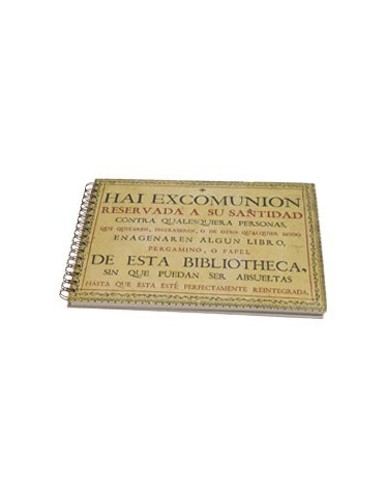 HAI EXCOMUNION
RESERVADA A SU SANTIDAD
CONTRA QUALESQUIERA PERSONAS,
QUE QUITAREN, DISTRAXEREN, O DE OTRO QUALQUIER MODO
ENAGENAREN ALGUN LIBRO,
PERGAMINO, O PAPEL
DE ESTA BIBLIOTHECA,
SIN QUE PUEDAN SER ABSUELTAS
HASTA QUE ESTA ESTÉ PERFECTAMENTE REINTEGRADA.